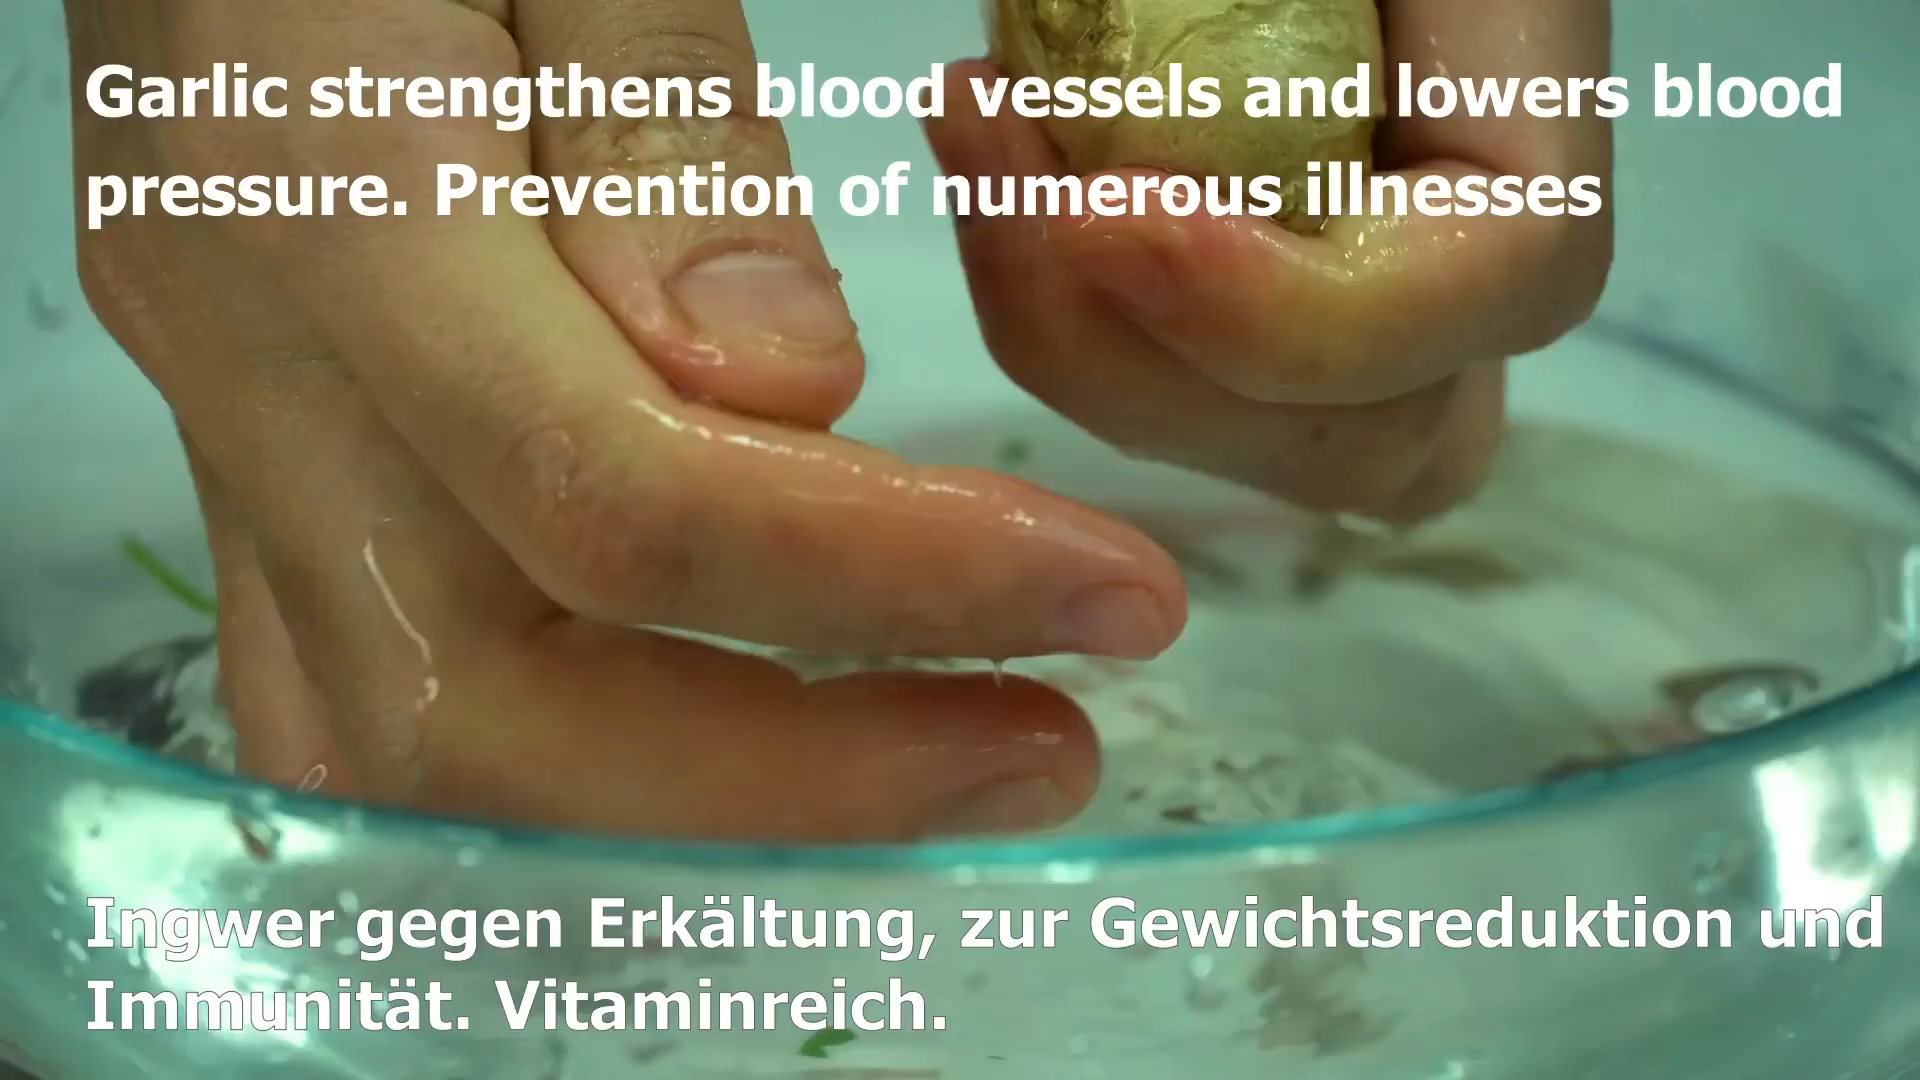 Garlic strengthens blood vessels and lowers blood
pressure. Prevention of numerous illnesses
Ingwer gegen Erkältung, zur Gewichtsreduktion und
Immunität. Vitaminreich.